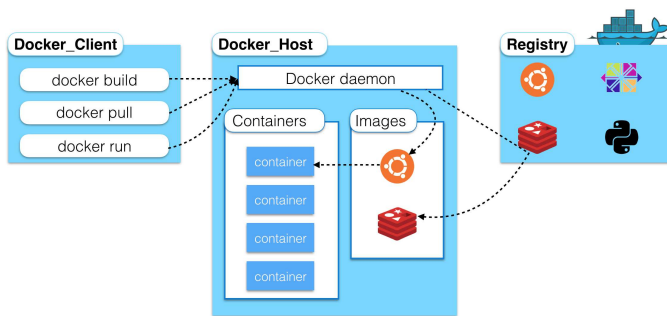 Docker_Client
docker build
docker pull
docker run
Docker_Host
Docker daemon
Containers
container
container
container
container
Images
Registry